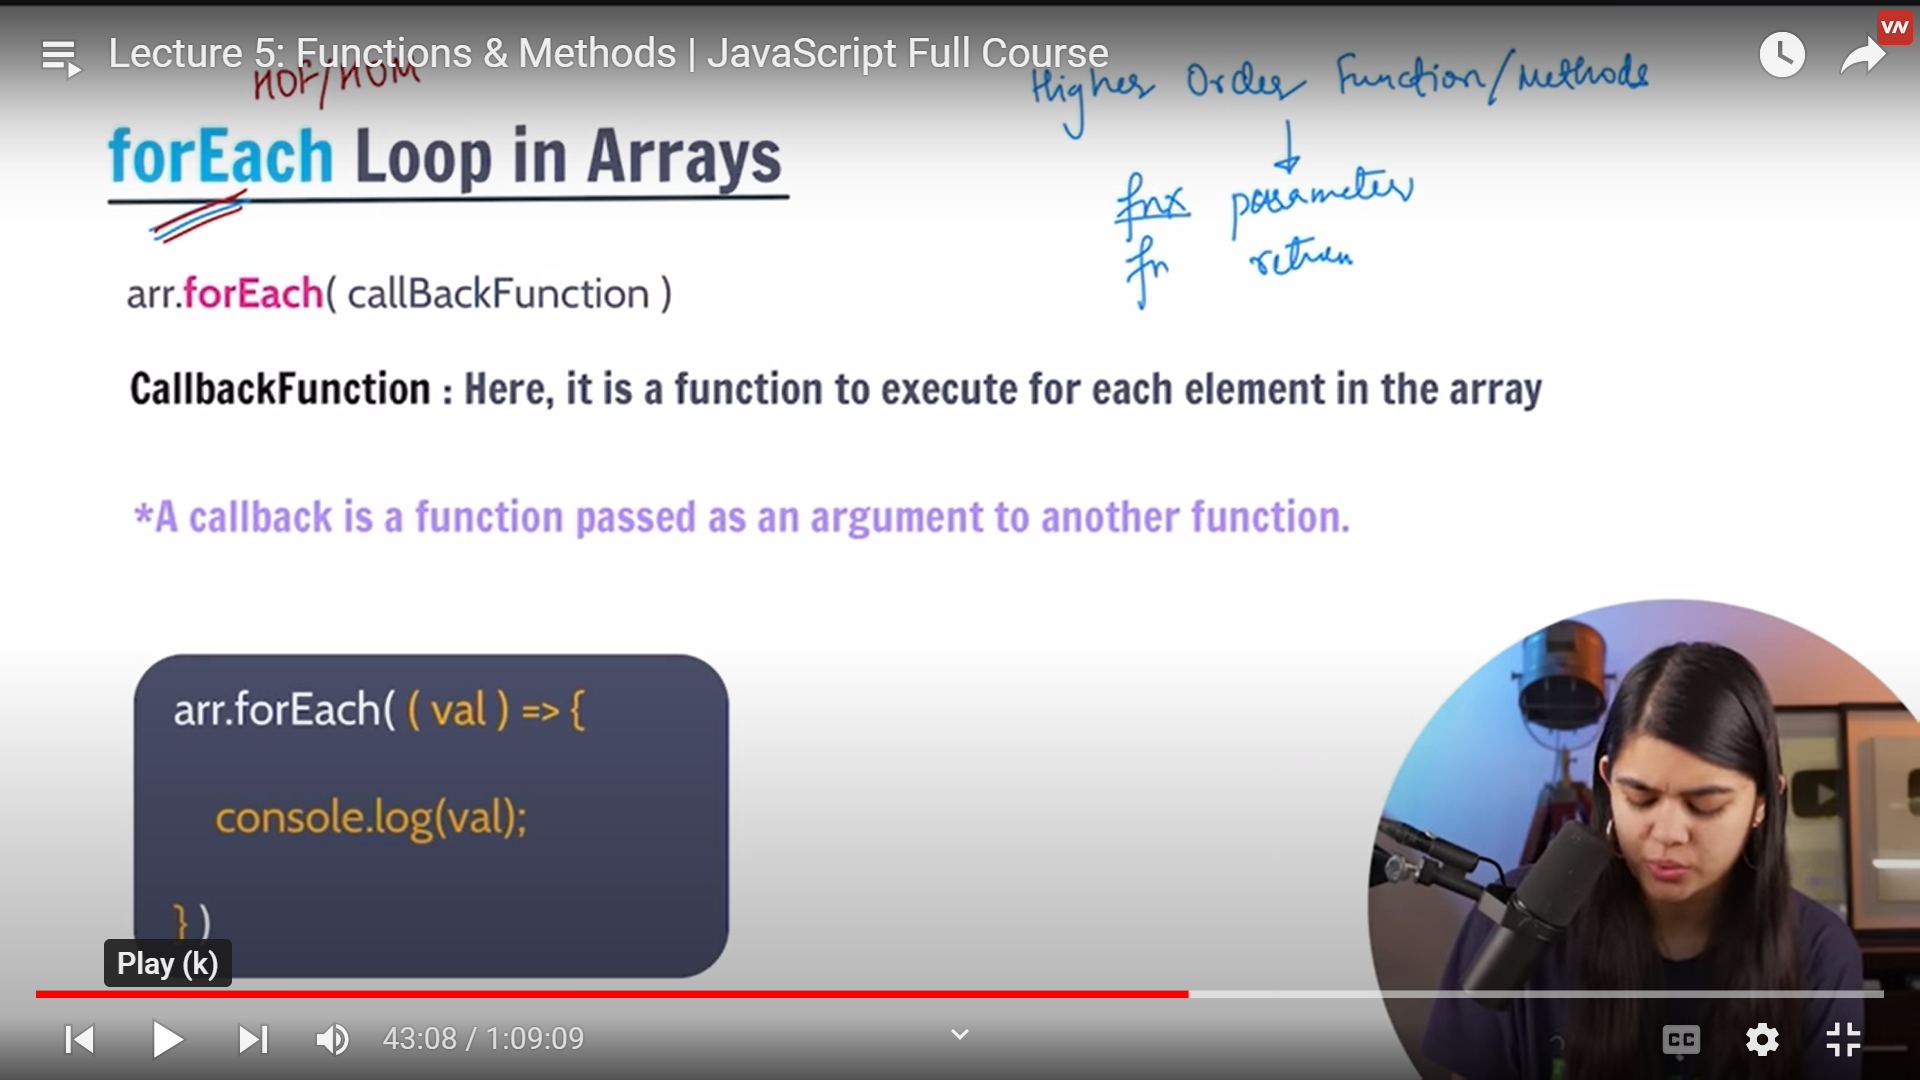 VN
Lecture 5: Functions & Methods | JavaScript Full Course
HOF/HOM
Higher Order Function/Methods
forEach Loop in Arrays
fnx parameter
fn return
arr.forEach( callBackFunction )
CallbackFunction : Here, it is a function to execute for each element in the array
*A callback is a function passed as an argument to another function.
arr.forEach( ( val ) => {
console.log(val);
} )
Play (k)
43:08 / 1:09:09
CC